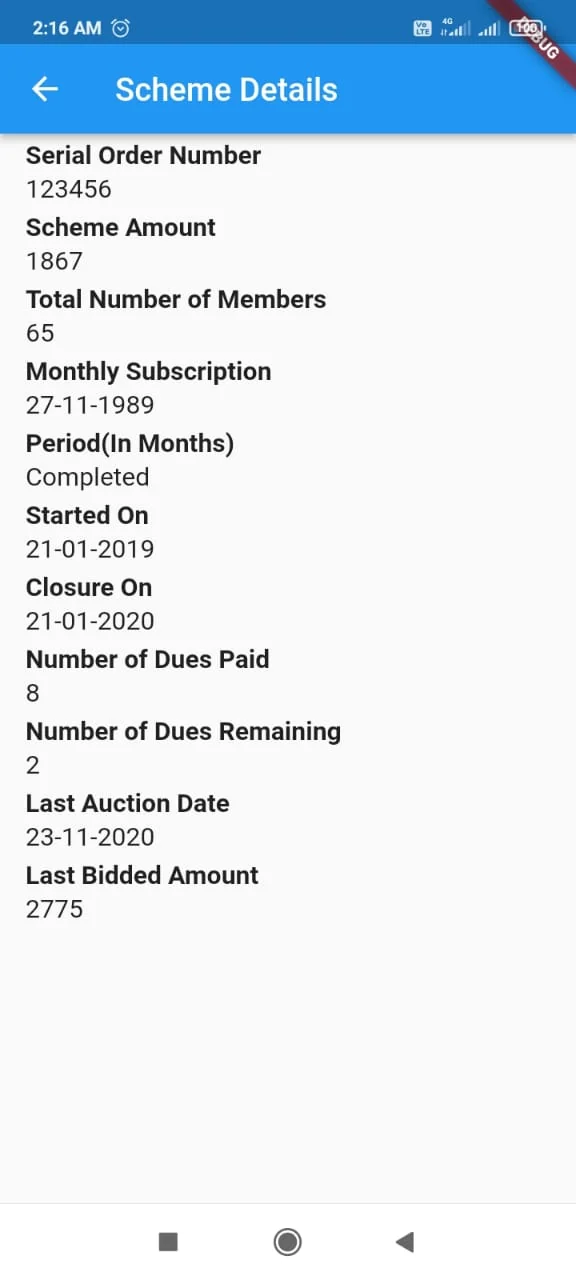 2:16 AM
Vo LTE
4G
100
DEBUG
Scheme Details
Serial Order Number
123456
Scheme Amount
1867
Total Number of Members
65
Monthly Subscription
27-11-1989
Period(In Months)
Completed
Started On
21-01-2019
Closure On
21-01-2020
Number of Dues Paid
8
Number of Dues Remaining
2
Last Auction Date
23-11-2020
Last Bidded Amount
2775